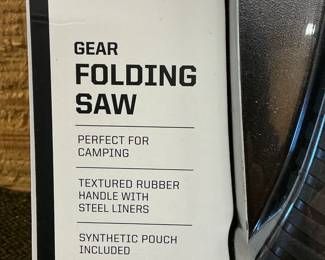 GEAR
FOLDING
SAW
PERFECT FOR
CAMPING
TEXTURED RUBBER
HANDLE WITH
STEEL LINERS
SYNTHETIC POUCH
INCLUDED